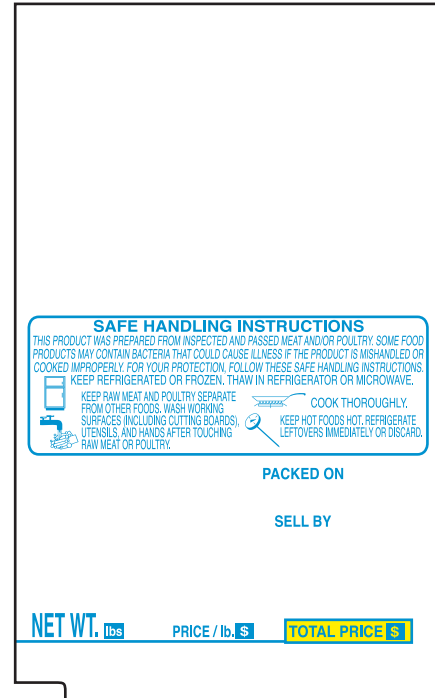 SAFE HANDLING INSTRUCTIONS
THIS PRODUCT WAS PREPARED FROM INSPECTED AND PASSED MEAT AND/OR POULTRY. SOME FOOD
PRODUCTS MAY CONTAIN BACTERIA THAT COULD CAUSE ILLNESS IF THE PRODUCT IS MISHANDLED OR
COOKED IMPROPERLY. FOR YOUR PROTECTION, FOLLOW THESE SAFE HANDLING INSTRUCTIONS.
KEEP REFRIGERATED OR FROZEN. THAW IN REFRIGERATOR OR MICROWAVE.
KEEP RAW MEAT AND POULTRY SEPARATE
FROM OTHER FOODS. WASH WORKING
SURFACES (INCLUDING CUTTING BOARDS),
UTENSILS, AND HANDS AFTER TOUCHING
RAW MEAT OR POULTRY.
COOK THOROUGHLY.
KEEP HOT FOODS HOT. REFRIGERATE
LEFTOVERS IMMEDIATELY OR DISCARD.
PACKED ON
SELL BY
NET WT. lbs
PRICE / lb. $
TOTAL PRICE $